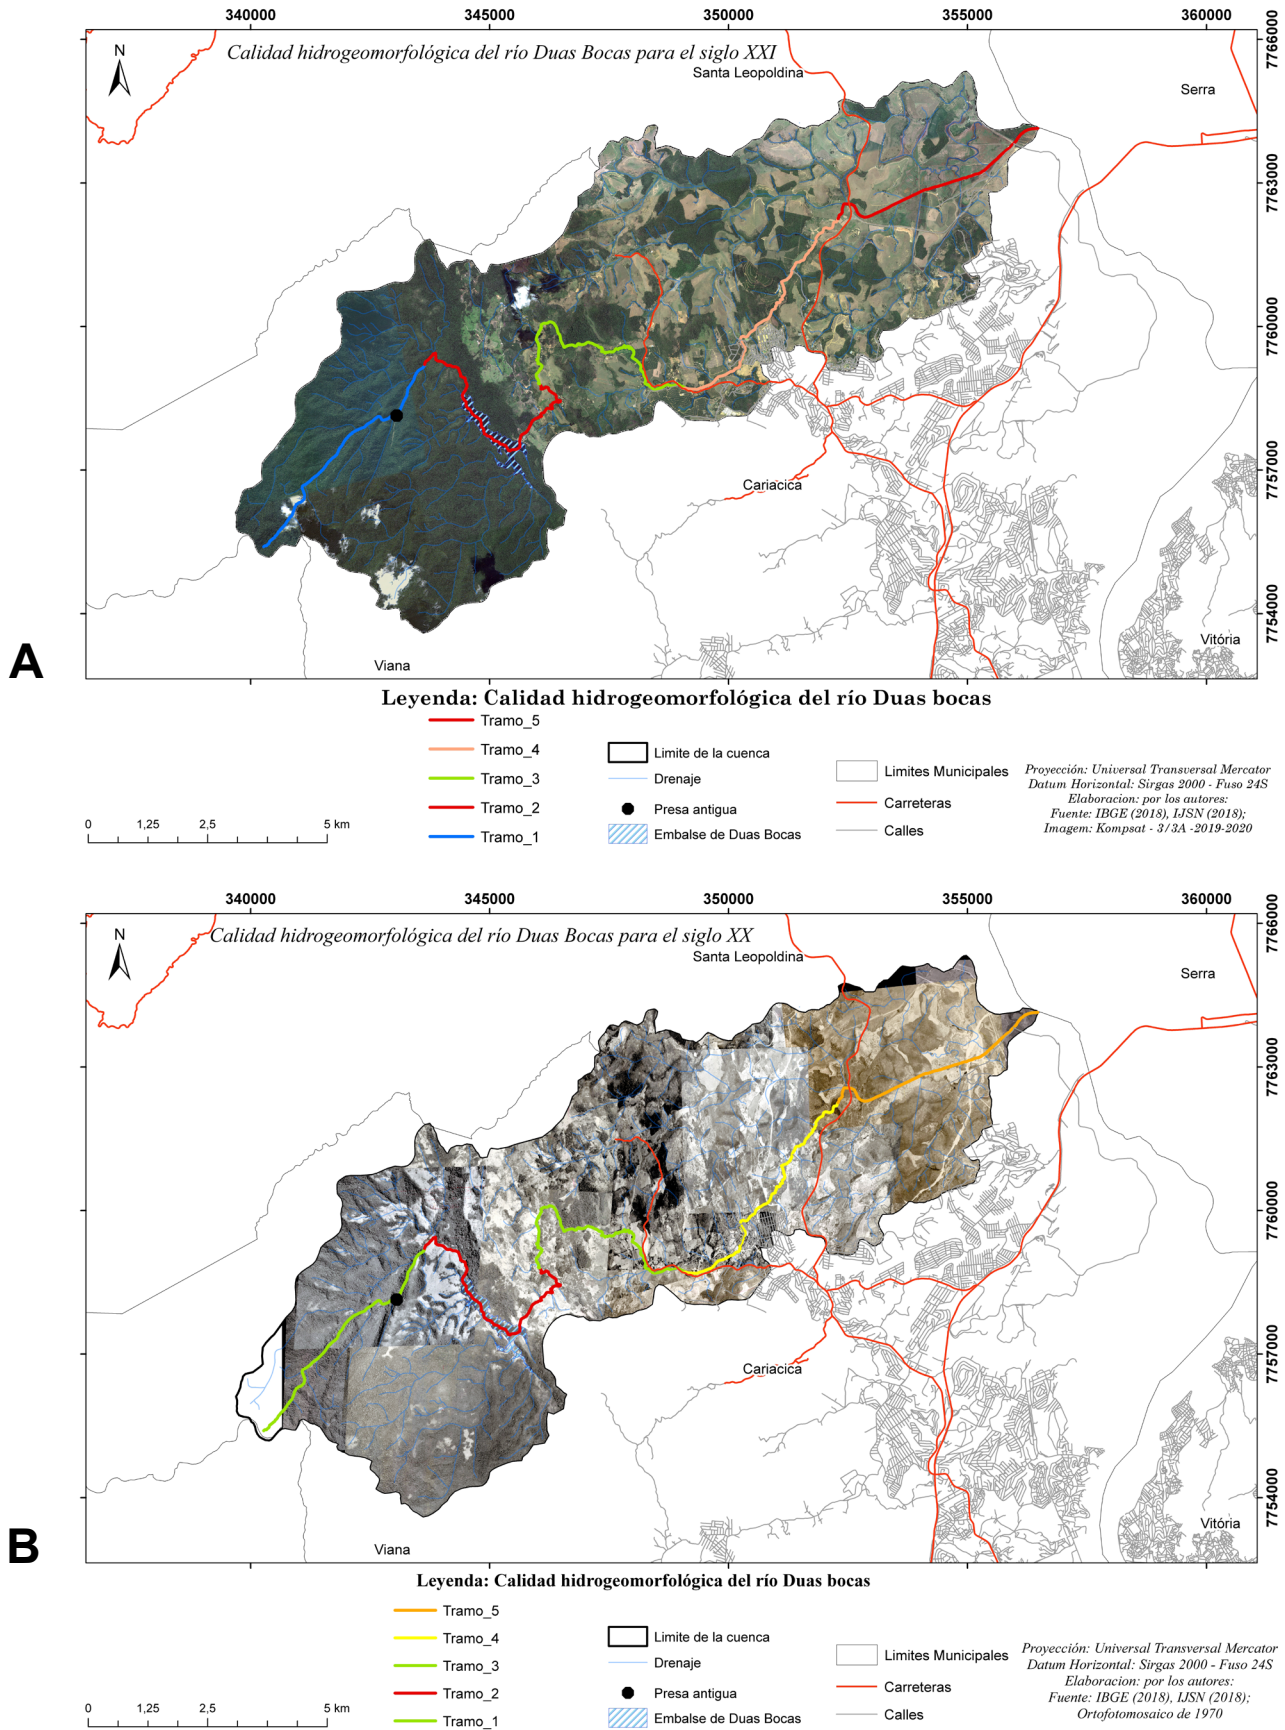 340000 345000 350000 355000 360000
Calidad hidrogeomorfológica del río Duas Bocas para el siglo XXI
N
Santa Leopoldina
Serra
Cariacica
Viana
Vitória
7766000
7763000
7760000
7757000
7754000
A
Leyenda: Calidad hidrogeomorfológica del río Duas bocas
Tramo_5
Tramo_4
Tramo_3
Tramo_2
Tramo_1
Limite de la cuenca
Drenaje
Presa antigua
Embalse de Duas Bocas
Limites Municipales
Carreteras
Calles
Proyección: Universal Transversal Mercator
Datum Horizontal: Sirgas 2000 - Fuso 24S
Elaboracion: por los autores:
Fuente: IBGE (2018), IJSN (2018);
Imagem: Kompsat - 3/3A -2019-2020
0 1,25 2,5 5 km
340000 345000 350000 355000 360000
Calidad hidrogeomorfológica del río Duas Bocas para el siglo XX
N
Santa Leopoldina
Serra
Cariacica
Viana
Vitória
7766000
7763000
7760000
7757000
7754000
B
Leyenda: Calidad hidrogeomorfológica del río Duas bocas
Tramo_5
Tramo_4
Tramo_3
Tramo_2
Tramo_1
Limite de la cuenca
Drenaje
Presa antigua
Embalse de Duas Bocas
Limites Municipales
Carreteras
Calles
Proyección: Universal Transversal Mercator
Datum Horizontal: Sirgas 2000 - Fuso 24S
Elaboracion: por los autores:
Fuente: IBGE (2018), IJSN (2018);
Ortofotomosaico de 1970
0 1,25 2,5 5 km